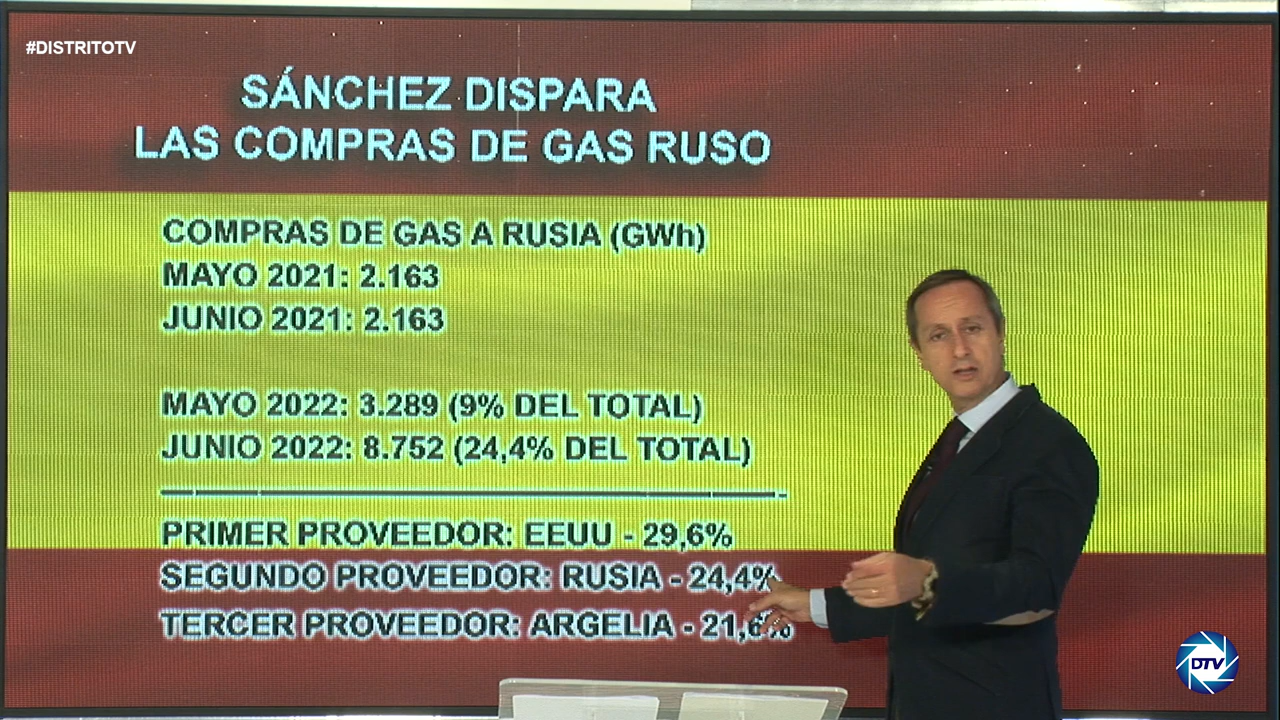 #DISTRITOTV
SÁNCHEZ DISPARA
LAS COMPRAS DE GAS RUSO
COMPRAS DE GAS A RUSIA (GWh)
MAYO 2021: 2.163
JUNIO 2021: 2.163
MAYO 2022: 3.289 (9% DEL TOTAL)
JUNIO 2022: 8.752 (24,4% DEL TOTAL)
PRIMER PROVEEDOR: EEUU - 29,6%
SEGUNDO PROVEEDOR: RUSIA - 24,4%
TERCER PROVEEDOR: ARGELIA - 21,6%
DTV